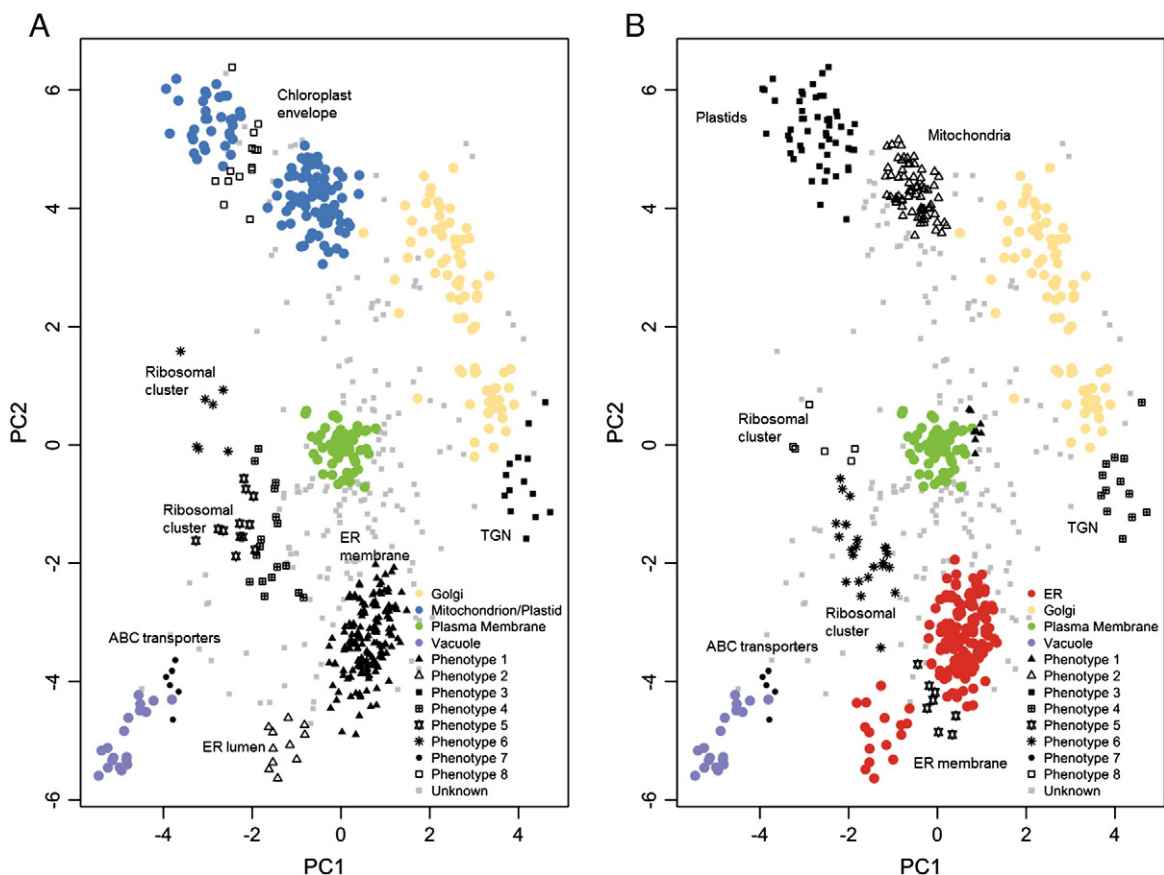 A
Chloroplast
envelope
Ribosomal
cluster
Ribosomal
cluster
ER
membrane
TGN
ABC transporters
ER lumen
Golgi
Mitochondrion/Plastid
Plasma Membrane
Vacuole
Phenotype 1
Phenotype 2
Phenotype 3
Phenotype 4
Phenotype 5
Phenotype 6
Phenotype 7
Phenotype 8
Unknown
6
4
2
0
-2
-4
-6
PC2
-4
-2
0
2
4
PC1
B
Plastids
Mitochondria
Ribosomal
cluster
TGN
Ribosomal
cluster
ABC transporters
ER membrane
ER
Golgi
Plasma Membrane
Vacuole
Phenotype 1
Phenotype 2
Phenotype 3
Phenotype 4
Phenotype 5
Phenotype 6
Phenotype 7
Phenotype 8
Unknown
6
4
2
0
-2
-4
-6
PC2
-4
-2
0
2
4
PC1